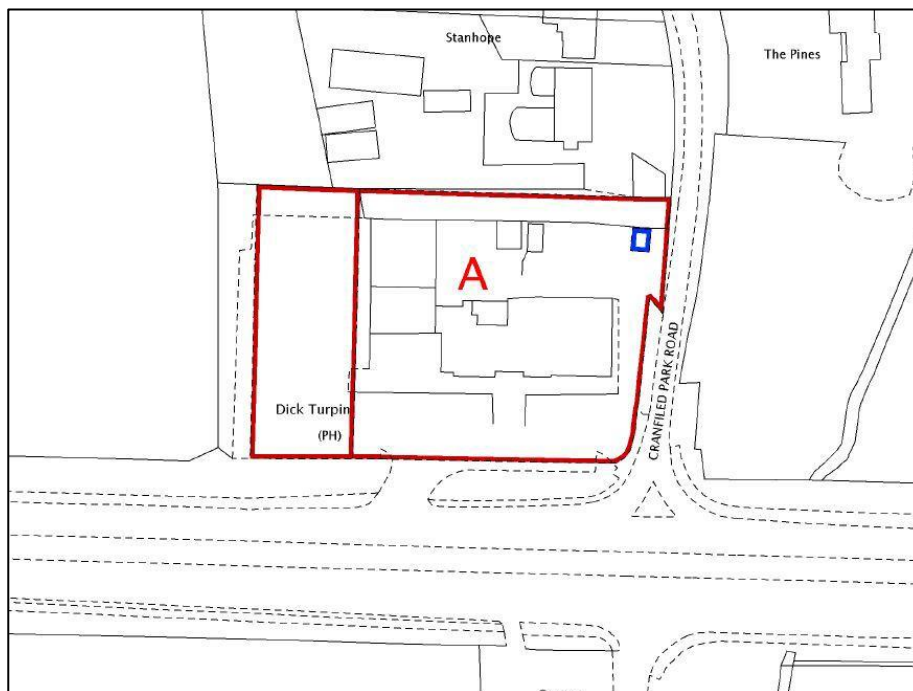 Stanhope
The Pines
A
CRANFILED PARK ROAD
Dick Turpin
(PH)